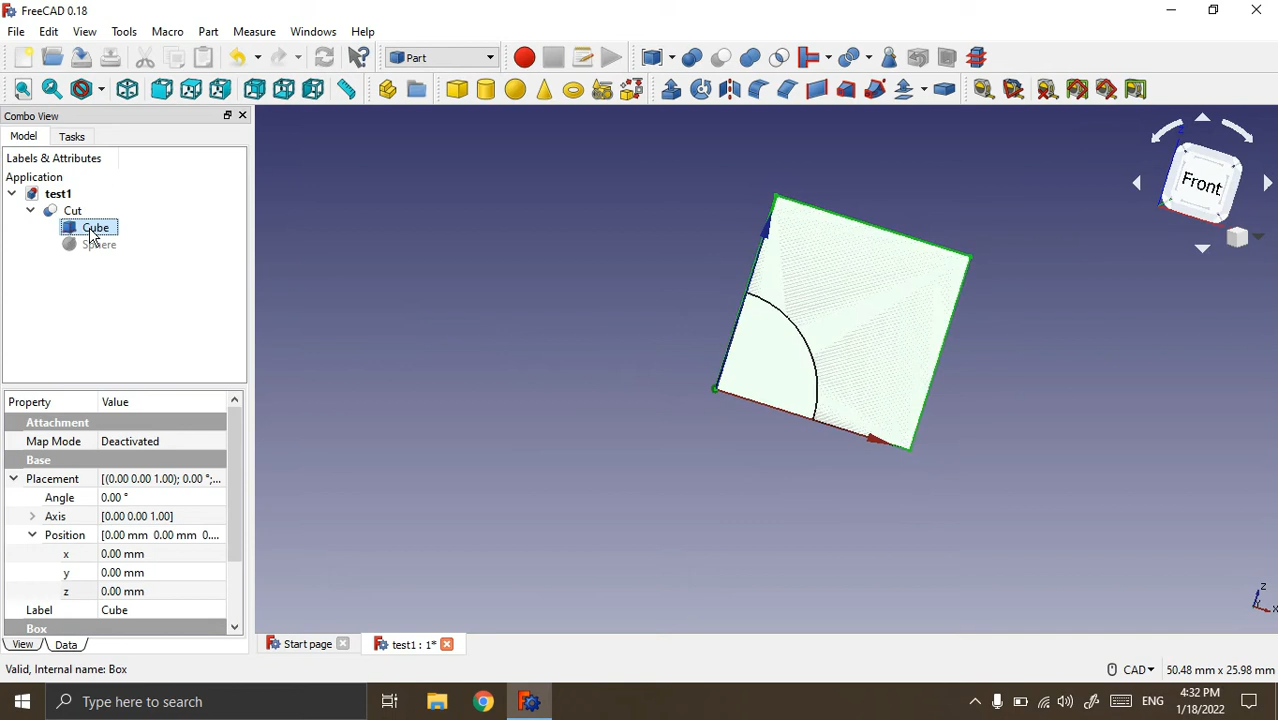 FreeCAD 0.18
File Edit View Tools Macro Part Measure Windows Help
Part
Combo View
Model Tasks
Labels & Attributes
Application
test1
Cut
Cube
Sphere
Property Value
Attachment
Map Mode Deactivated
Base
Placement [(0.00 0.00 1.00); 0.00 °;...
Angle 0.00 °
Axis [0.00 0.00 1.00]
Position [0.00 mm 0.00 mm 0....
x 0.00 mm
y 0.00 mm
z 0.00 mm
Label Cube
Box
View Data
Front
z
z
x
Start page test1 : 1*
Valid, Internal name: Box CAD 50.48 mm x 25.98 mm
Type here to search
ENG
4:32 PM
1/18/2022